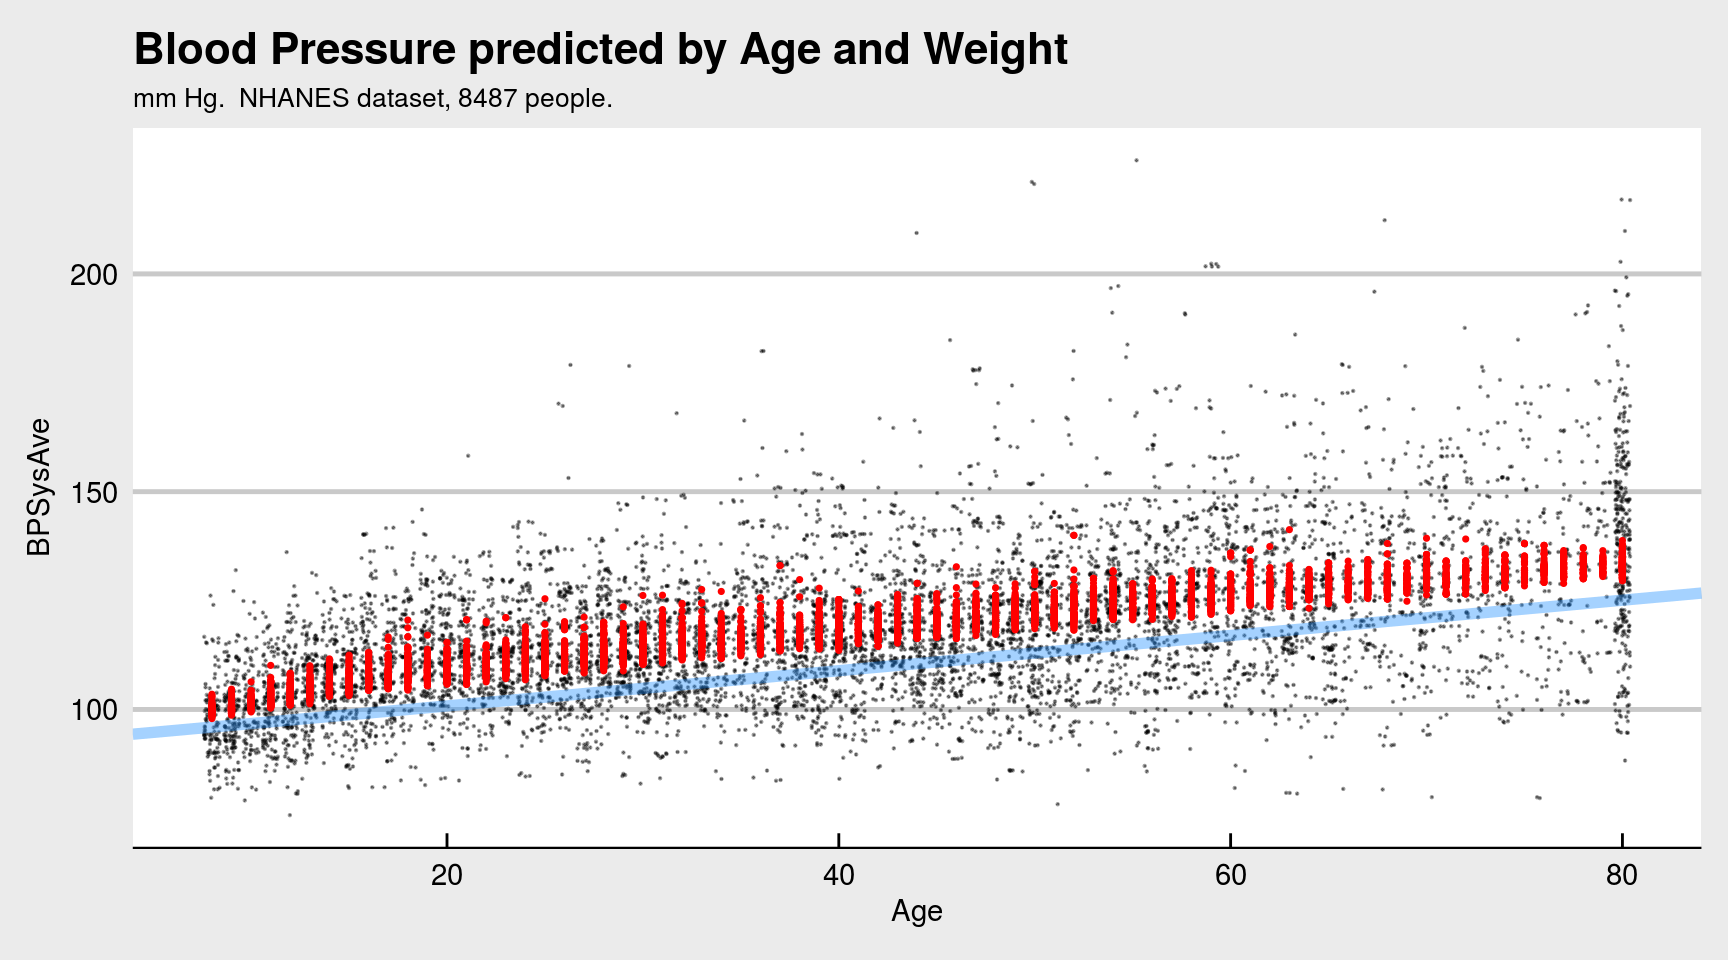 Blood Pressure predicted by Age and Weight
mm Hg.  NHANES dataset, 8487 people.
BPSysAve
200
150
100
20
40
60
80
Age